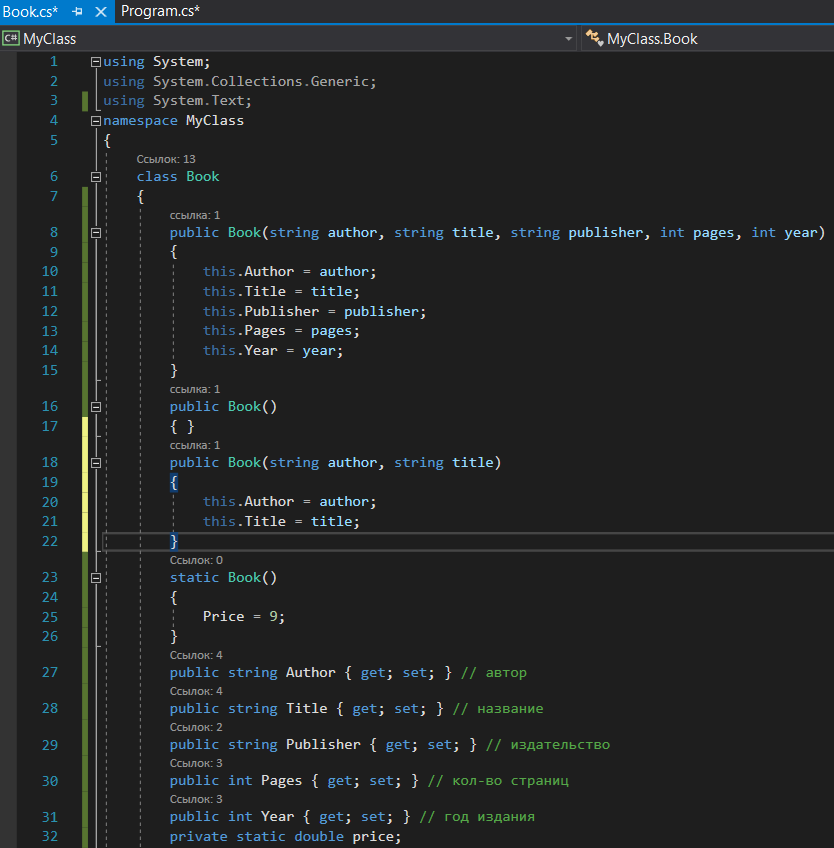 Book.cs* Program.cs*
C# MyClass MyClass.Book
1 using System;
2 using System.Collections.Generic;
3 using System.Text;
4 namespace MyClass
5 {
Ссылок: 13
6 class Book
7 {
ссылка: 1
8 public Book(string author, string title, string publisher, int pages, int year)
9 {
10 this.Author = author;
11 this.Title = title;
12 this.Publisher = publisher;
13 this.Pages = pages;
14 this.Year = year;
15 }
ссылка: 1
16 public Book()
17 { }
ссылка: 1
18 public Book(string author, string title)
19 {
20 this.Author = author;
21 this.Title = title;
22 }
Ссылок: 0
23 static Book()
24 {
25 Price = 9;
26 }
Ссылок: 4
27 public string Author { get; set; } // автор
Ссылок: 4
28 public string Title { get; set; } // название
Ссылок: 2
29 public string Publisher { get; set; } // издательство
Ссылок: 3
30 public int Pages { get; set; } // кол-во страниц
Ссылок: 3
31 public int Year { get; set; } // год издания
32 private static double price;